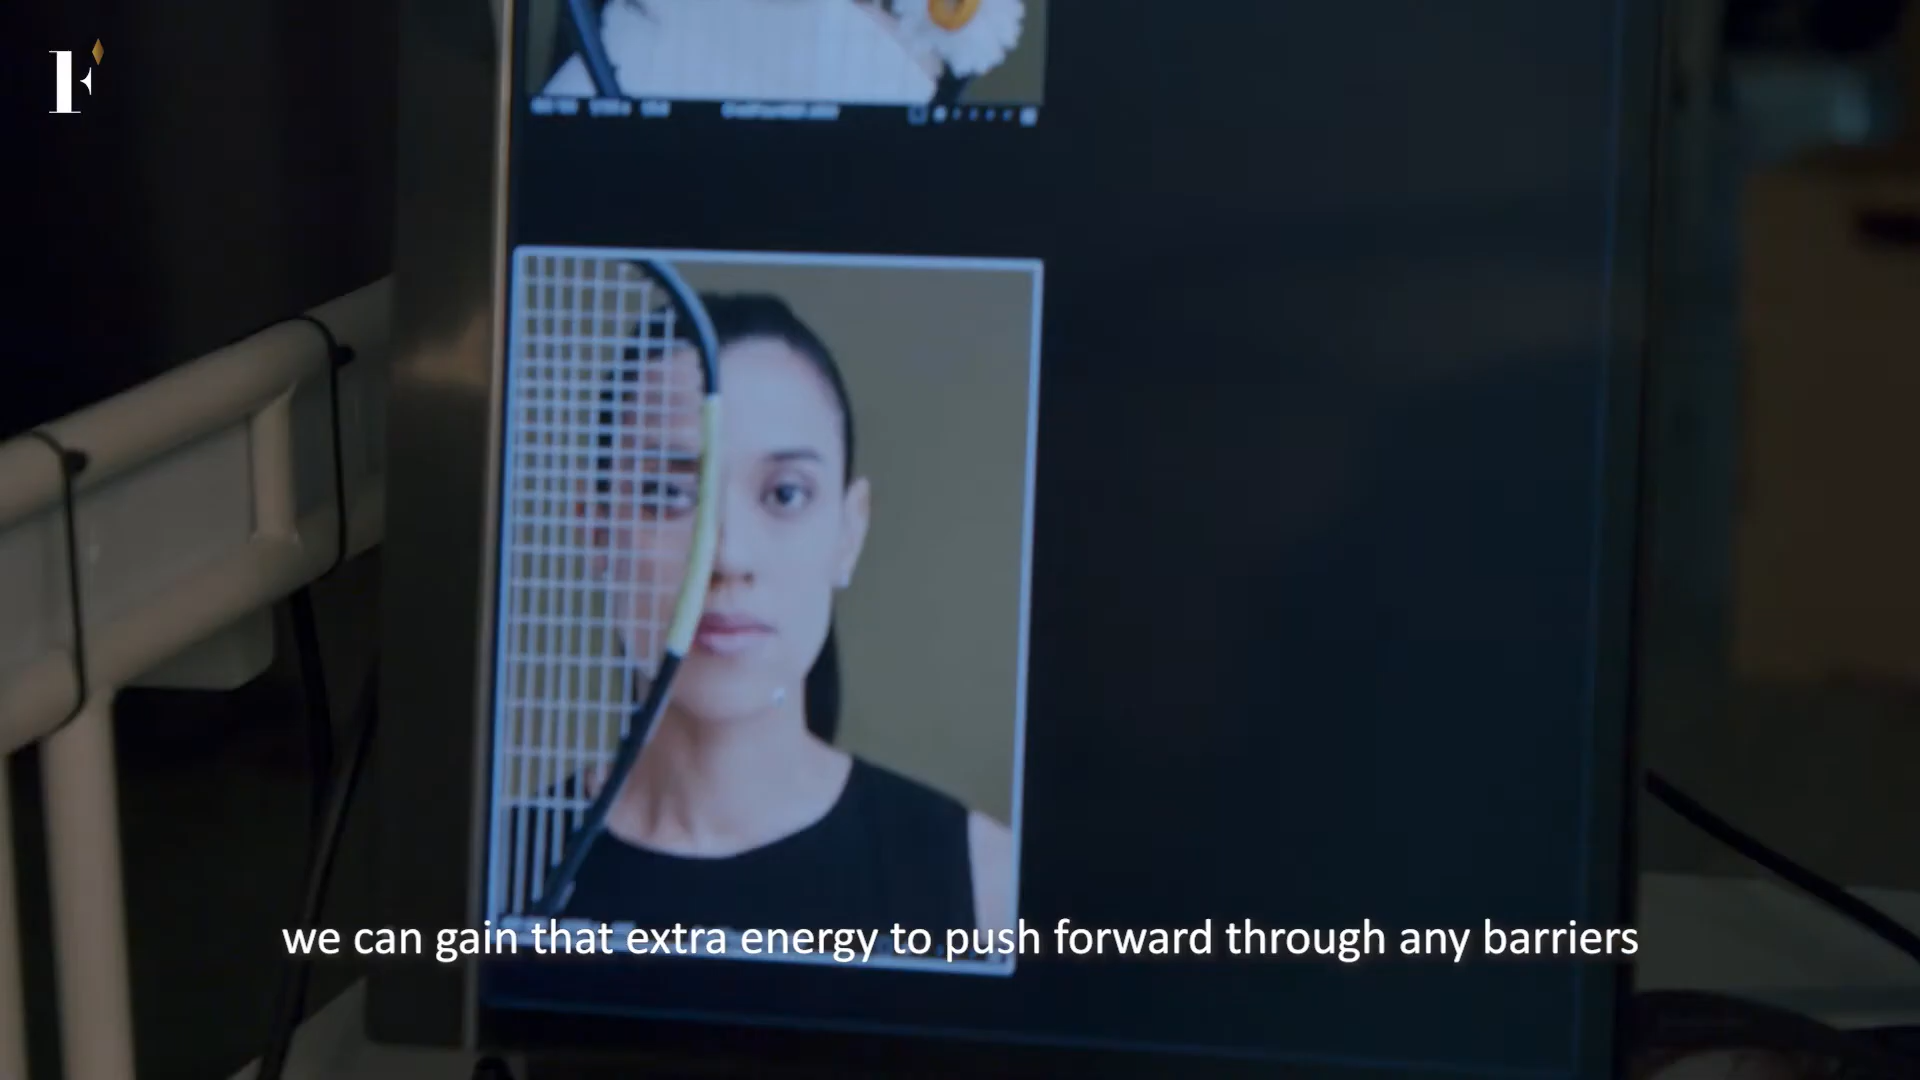 F
we can gain that extra energy to push forward through any barriers